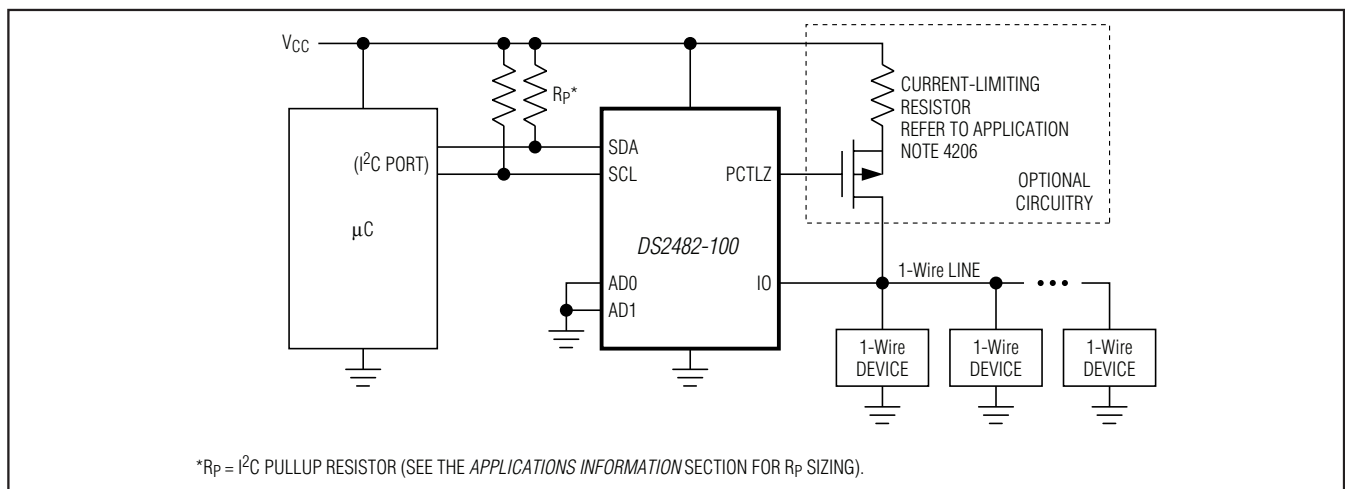 VCC
RP*
CURRENT-LIMITING
RESISTOR
REFER TO APPLICATION
NOTE 4206
OPTIONAL
CIRCUITRY
(I2C PORT)
μC
SDA
SCL
PCTLZ
DS2482-100
AD0
AD1
IO
1-Wire LINE
• • •
1-Wire
DEVICE
1-Wire
DEVICE
1-Wire
DEVICE
*RP = I2C PULLUP RESISTOR (SEE THE APPLICATIONS INFORMATION SECTION FOR RP SIZING).